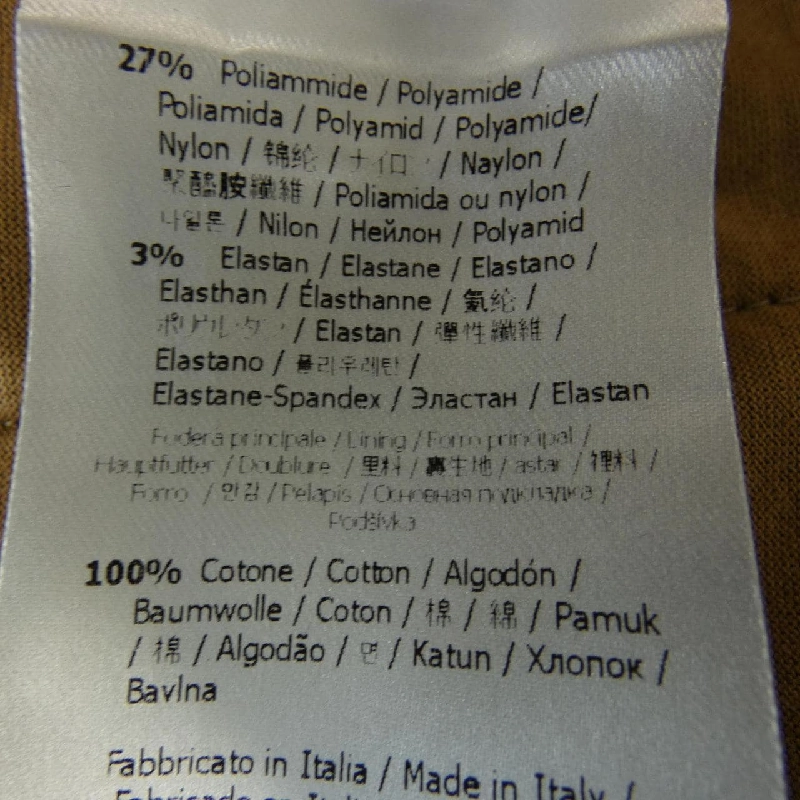 27% Poliammide / Polyamide /
Poliamida / Polyamid / Polyamide/
Nylon / 锦纶 / ナイロン / Naylon /
聚醯胺纖維 / Poliamida ou nylon /
나일론 / Nilon / Нейлон / Polyamid
3% Elastan / Elastane / Elastano /
Elasthan / Élasthanne / 氨纶 /
ポリウレタン / Elastan / 彈性纖維 /
Elastano / 폴리우레탄 /
Elastane-Spandex / Эластан / Elastan
Fodera principale / Lining / Forro principal /
Hauptfutter / Doublure / 里料 / 裏生地 / astar / 裡料 /
Forro / 안감 / Pelapis / Основная подкладка /
Podšívka
100% Cotone / Cotton / Algodón /
Baumwolle / Coton / 棉 / 綿 / Pamuk
/ 棉 / Algodão / 면 / Katun / Хлопок /
Bavlna
Fabbricato in Italia / Made in Italy /